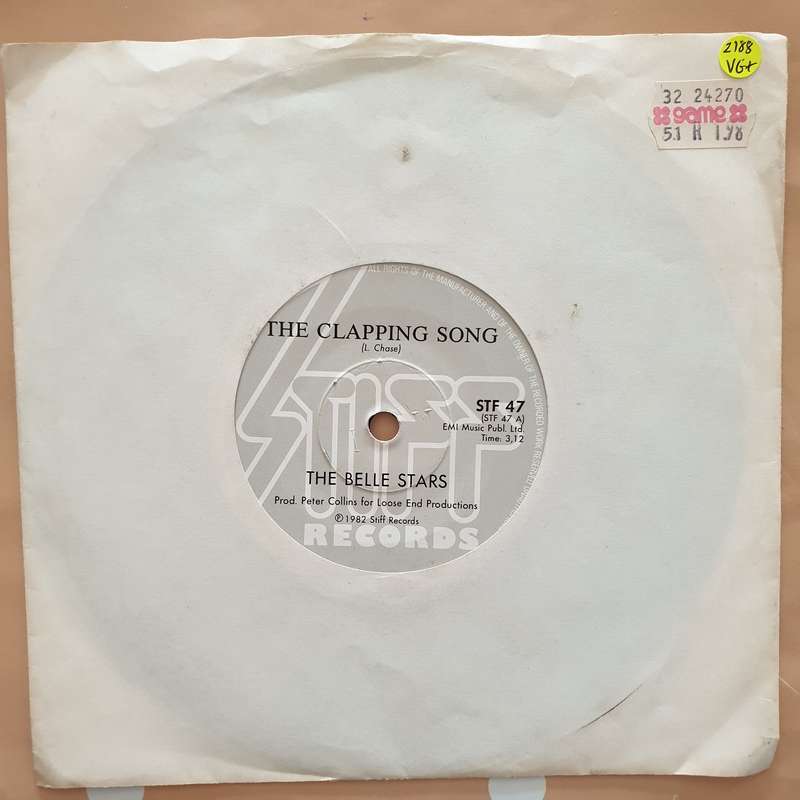 2188
VG+
32 24270
game
51 H 1,98
ALL RIGHTS OF THE MANUFACTURER AND OF THE OWNER OF THE RECORDED WORK RESERVED
THE CLAPPING SONG
(L. Chase)
STIFF
STF 47
(STF 47 A)
EMI Music Publ. Ltd.
Time: 3,12
THE BELLE STARS
Prod. Peter Collins for Loose End Productions
℗ 1982 Stiff Records
RECORDS